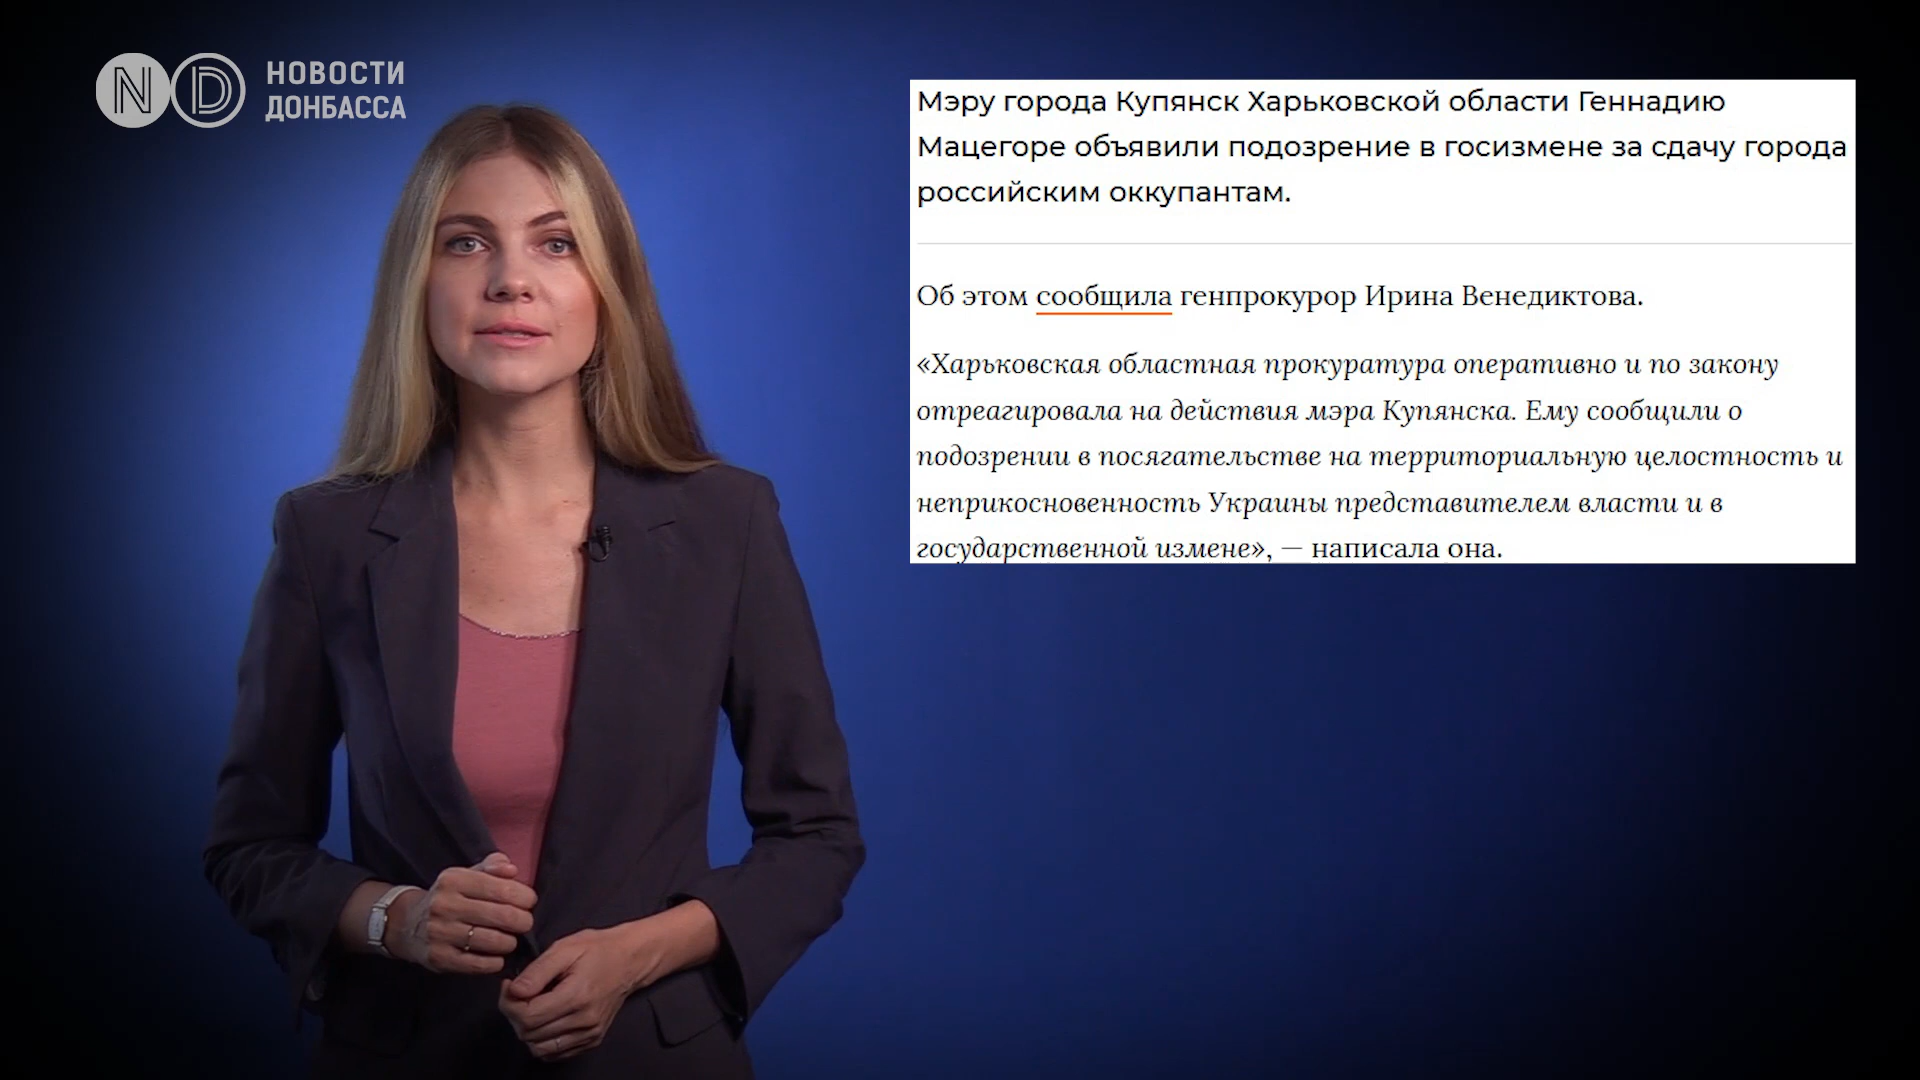 ND НОВОСТИ
ДОНБАССА
Мэру города Купянск Харьковской области Геннадию
Мацегоре объявили подозрение в госизмене за сдачу города
российским оккупантам.
Об этом сообщила генпрокурор Ирина Венедиктова.
«Харьковская областная прокуратура оперативно и по закону
отреагировала на действия мэра Купянска. Ему сообщили о
подозрении в посягательстве на территориальную целостность и
неприкосновенность Украины представителем власти и в
государственной измене», — написала она.